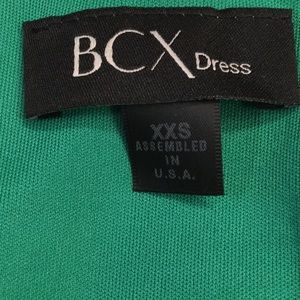 BCX Dress
XXS
ASSEMBLED
IN
U.S.A.